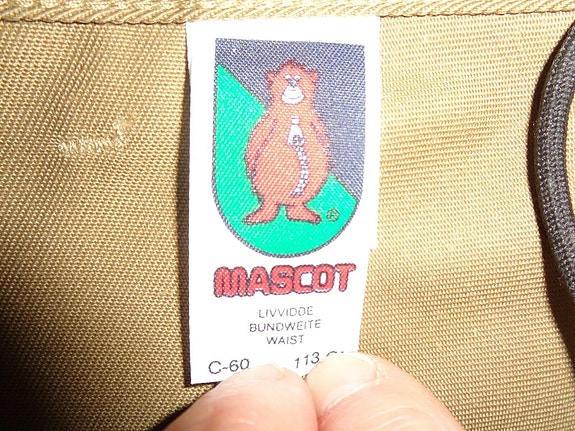 ®
MASCOT
LIVVIDDE
BUNDWEITE
WAIST
C-60 113